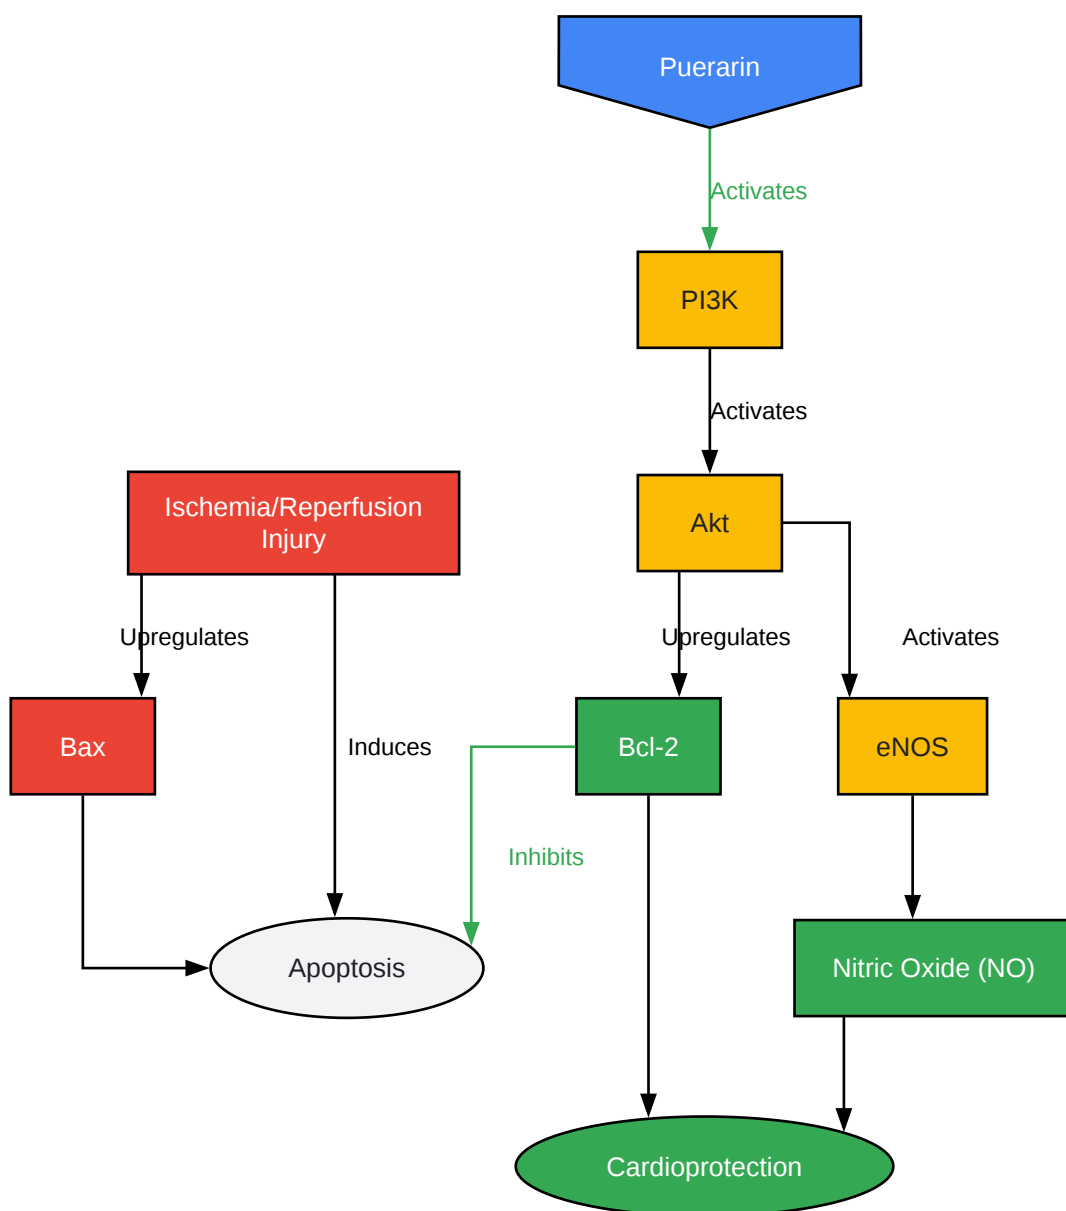 Puerarin
Activates
PI3K
Activates
Ischemia/Reperfusion
Injury
Akt
Upregulates
Upregulates
Activates
Bax
Induces
Bcl-2
eNOS
Inhibits
Apoptosis
Nitric Oxide (NO)
Cardioprotection